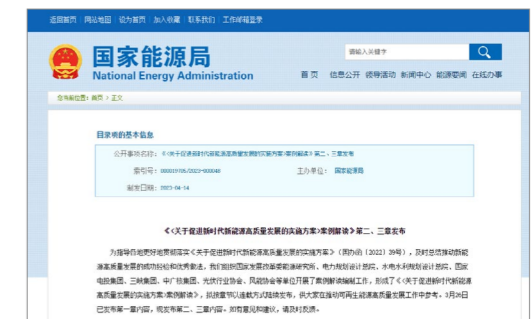 返回首页 | 网站地图 | 设为首页 | 加入收藏 | 联系我们 | 工作邮箱登录
国家能源局
National Energy Administration
请输入关键字
首页 信息公开 领导活动 新闻中心 能源要闻 在线办事
您当前位置：首页 > 正文
目录项的基本信息
公开事项名称：《<关于促进新时代新能源高质量发展的实施方案>案例解读》第二、三章发布
索引号：000019705/2023-000048 主办单位：国家能源局
制发日期：2023-04-14
《<关于促进新时代新能源高质量发展的实施方案>案例解读》第二、三章发布
为指导各地更好地贯彻落实《关于促进新时代新能源高质量发展的实施方案》（国办函〔2022〕39号），及时总结推动新能
源高质量发展的成功经验和优秀做法，我们组织国家发展改革委能源研究所、电力规划设计总院、水电水利规划设计总院、国家
电投集团、三峡集团、中广核集团、光伏行业协会、风能协会等单位开展了案例解读编制工作，形成了《<关于促进新时代新能源
高质量发展的实施方案>案例解读》，拟按章节以连载方式陆续发布，供大家在推动可再生能源高质量发展工作中参考。3月26日
已发布第一章内容，现发布第二、三章内容。如有意见和建议，请及时反馈。